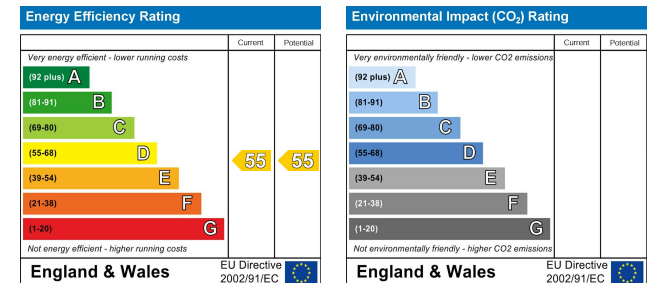 Energy Efficiency Rating
Current Potential
Very energy efficient - lower running costs
(92 plus) A
(81-91) B
(69-80) C
(55-68) D
55 55
(39-54) E
(21-38) F
(1-20) G
Not energy efficient - higher running costs
England & Wales
EU Directive
2002/91/EC
Environmental Impact (CO₂) Rating
Current Potential
Very environmentally friendly - lower CO2 emissions
(92 plus) A
(81-91) B
(69-80) C
(55-68) D
(39-54) E
(21-38) F
(1-20) G
Not environmentally friendly - higher CO2 emissions
England & Wales
EU Directive
2002/91/EC